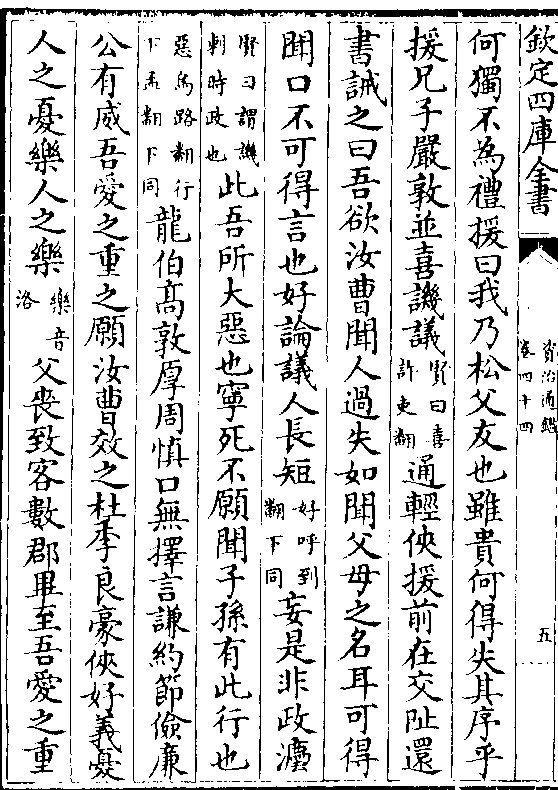 欽定四庫全書
資治通鑑
卷四十四
五
何獨不為禮援曰我乃松父友也雖貴何得失其序乎
援兄子嚴敦並喜譏議賢曰喜許吏翻通輕俠援前在交阯還
書誡之曰吾欲汝曹聞人過失如聞父母之名耳可得
聞口不可得言也好論議人長短好呼到翻下同妄是非政灋
賢曰謂譏刺時政也此吾所大惡也寧死不願聞子孫有此行也
惡烏路翻行下孟翻下同龍伯高敦厚周慎口無擇言謙約節儉廉
公有威吾愛之重之願汝曹效之杜季良豪俠好義憂
人之憂樂人之樂樂音洛父喪致客數郡畢至吾愛之重